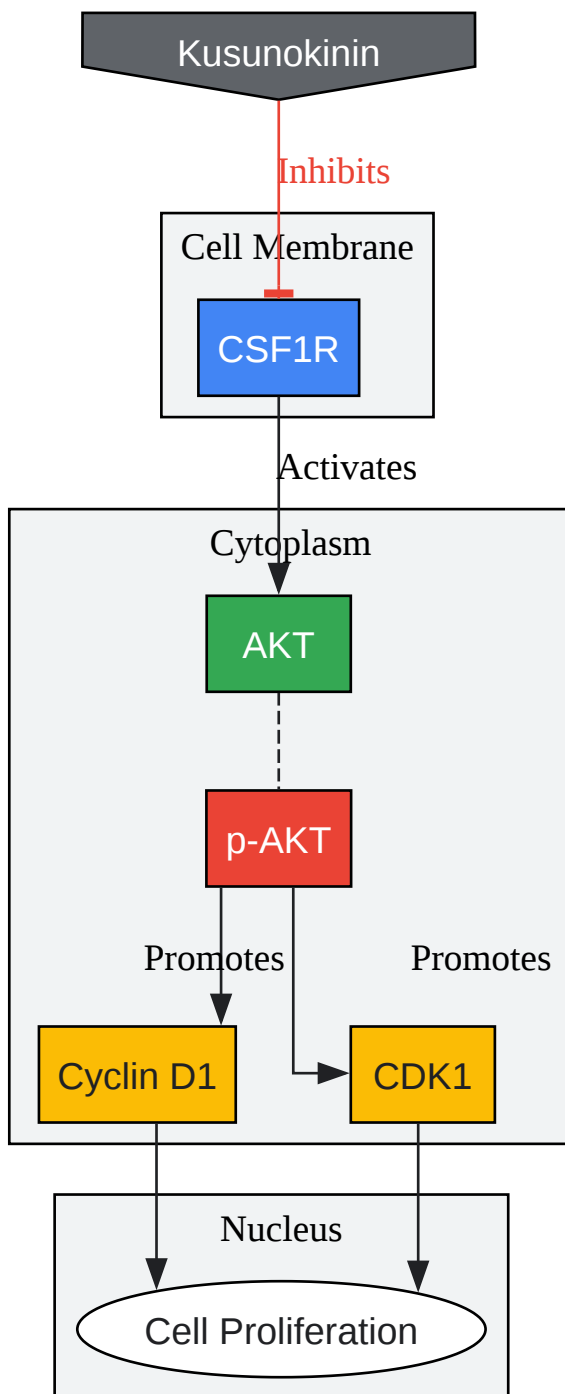 Kusunokinin
Inhibits
Cell Membrane
CSF1R
Activates
Cytoplasm
AKT
p-AKT
Promotes
Promotes
Cyclin D1
CDK1
Nucleus
Cell Proliferation